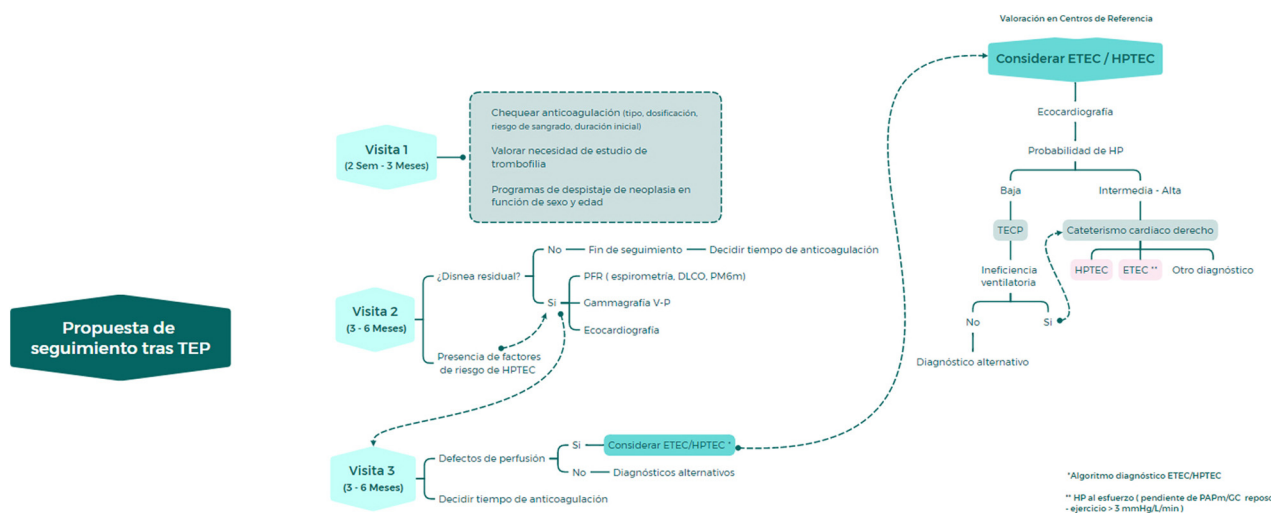 Propuesta de
seguimiento tras TEP
Visita 1
(2 Sem - 3 Meses)
Chequear anticoagulación (tipo, dosificación,
riesgo de sangrado, duración inicial)
Valorar necesidad de estudio de
trombofilia
Programas de despistaje de neoplasia en
función de sexo y edad
Visita 2
(3 - 6 Meses)
¿Disnea residual?
No
Fin de seguimiento
Decidir tiempo de anticoagulación
Si
PFR ( espirometría, DLCO, PM6m)
Gammagrafía V-P
Ecocardiografía
Presencia de factores
de riesgo de HPTEC
Visita 3
(3 - 6 Meses)
Defectos de perfusión
Si
Considerar ETEC/HPTEC *
No
Diagnósticos alternativos
Decidir tiempo de anticoagulación
Valoración en Centros de Referencia
Considerar ETEC / HPTEC
Ecocardiografía
Probabilidad de HP
Baja
Intermedia - Alta
TECP
Cateterismo cardiaco derecho
Ineficiencia
ventilatoria
HPTEC
ETEC **
Otro diagnóstico
No
Si
Diagnóstico alternativo
*Algoritmo diagnóstico ETEC/HPTEC
** HP al esfuerzo ( pendiente de PAPm/GC reposo
- ejercicio > 3 mmHg/L/min )